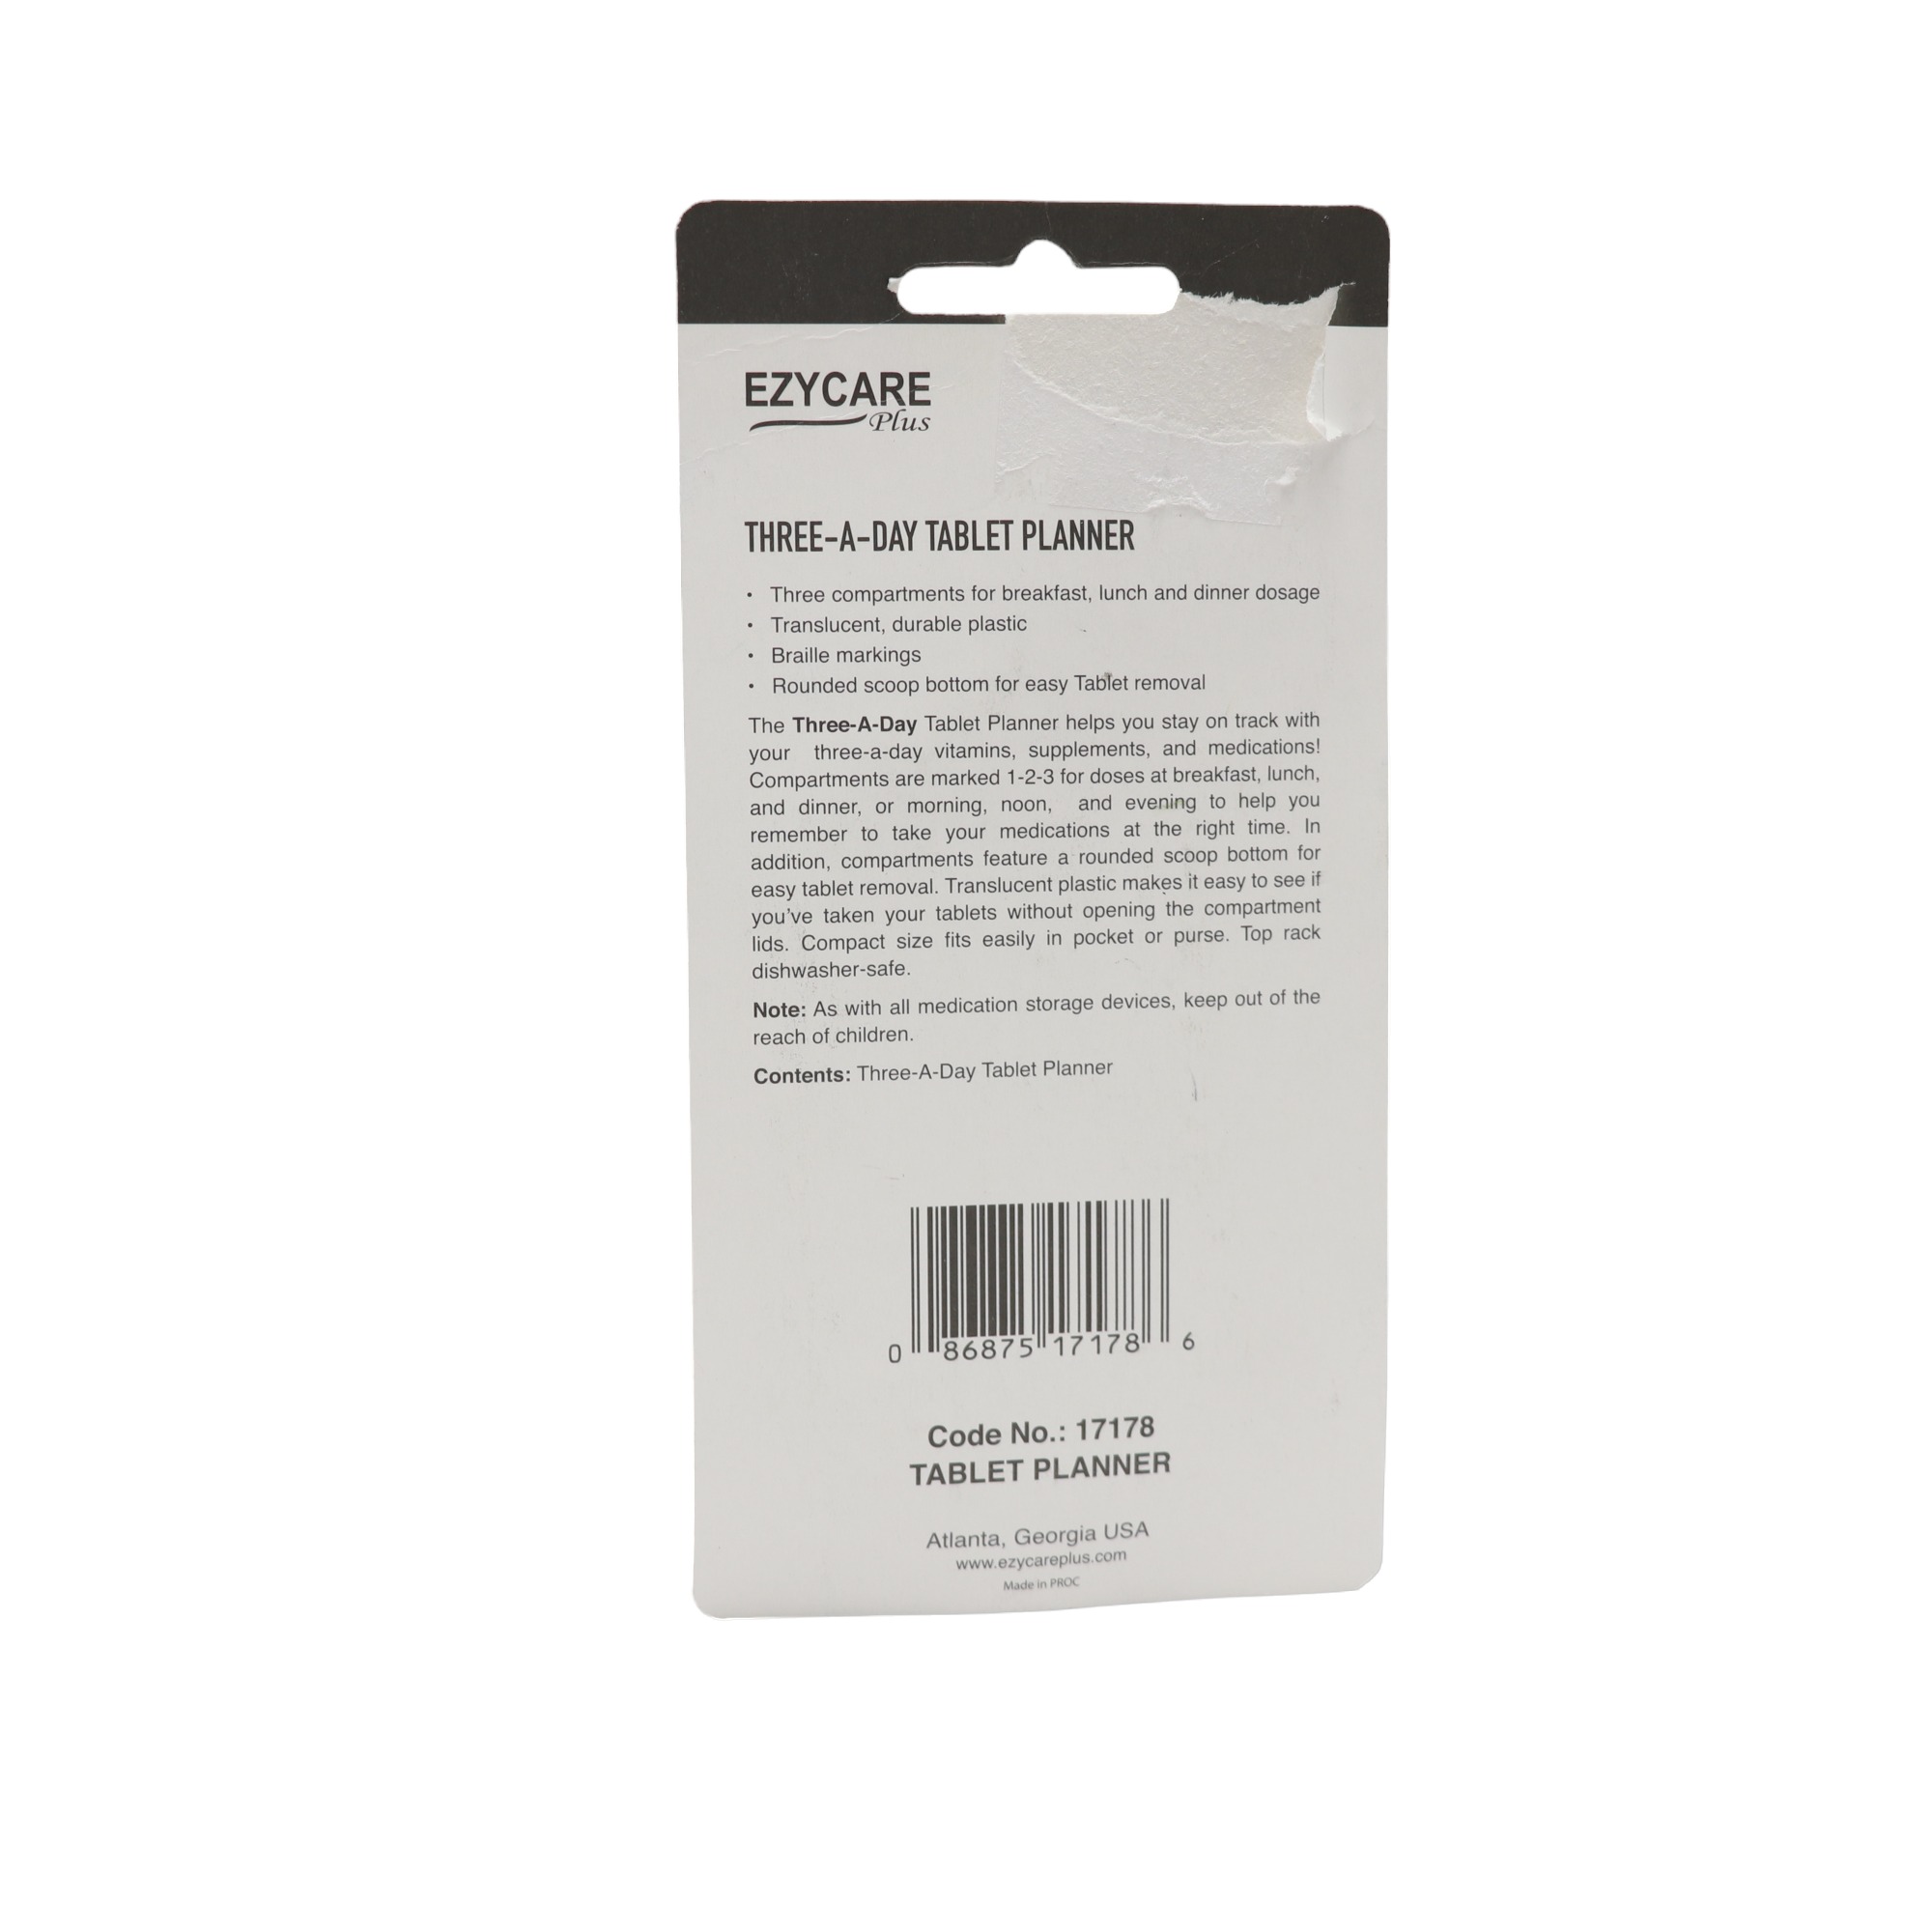 EZYCARE
Plus
THREE-A-DAY TABLET PLANNER
• Three compartments for breakfast, lunch and dinner dosage
• Translucent, durable plastic
• Braille markings
• Rounded scoop bottom for easy Tablet removal
The Three-A-Day Tablet Planner helps you stay on track with
your three-a-day vitamins, supplements, and medications!
Compartments are marked 1-2-3 for doses at breakfast, lunch,
and dinner, or morning, noon, and evening to help you
remember to take your medications at the right time. In
addition, compartments feature a rounded scoop bottom for
easy tablet removal. Translucent plastic makes it easy to see if
you've taken your tablets without opening the compartment
lids. Compact size fits easily in pocket or purse. Top rack
dishwasher-safe.
Note: As with all medication storage devices, keep out of the
reach of children.
Contents: Three-A-Day Tablet Planner
0 86875 17178 6
Code No.: 17178
TABLET PLANNER
Atlanta, Georgia USA
www.ezycareplus.com
Made in PROC